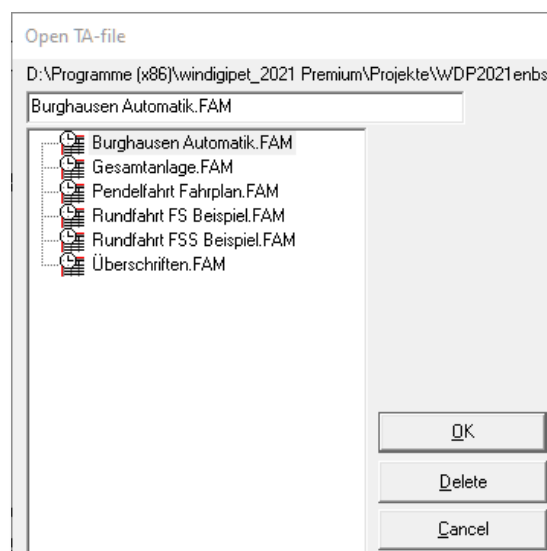 Open TA-file
D:\Programme (x86)\windigipet_2021 Premium\Projekte\WDP2021enbs
Burghausen Automatik.FAM
Burghausen Automatik.FAM
Gesamtanlage.FAM
Pendelfahrt Fahrplan.FAM
Rundfahrt FS Beispiel.FAM
Rundfahrt FSS Beispiel.FAM
Überschriften.FAM
OK
Delete
Cancel